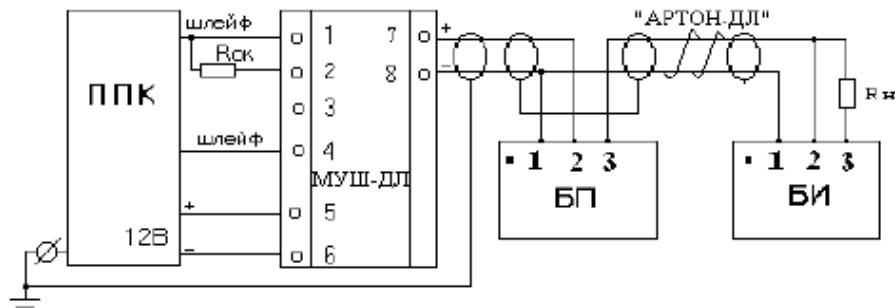 шлейф
"АРТОН-ДЛ"
Rок
1 7 +
2 8 –
ППК
3
шлейф 4
МУШ-ДЛ
Rн
1 2 3
БП
1 2 3
БИ
+ 5
12В
– 6